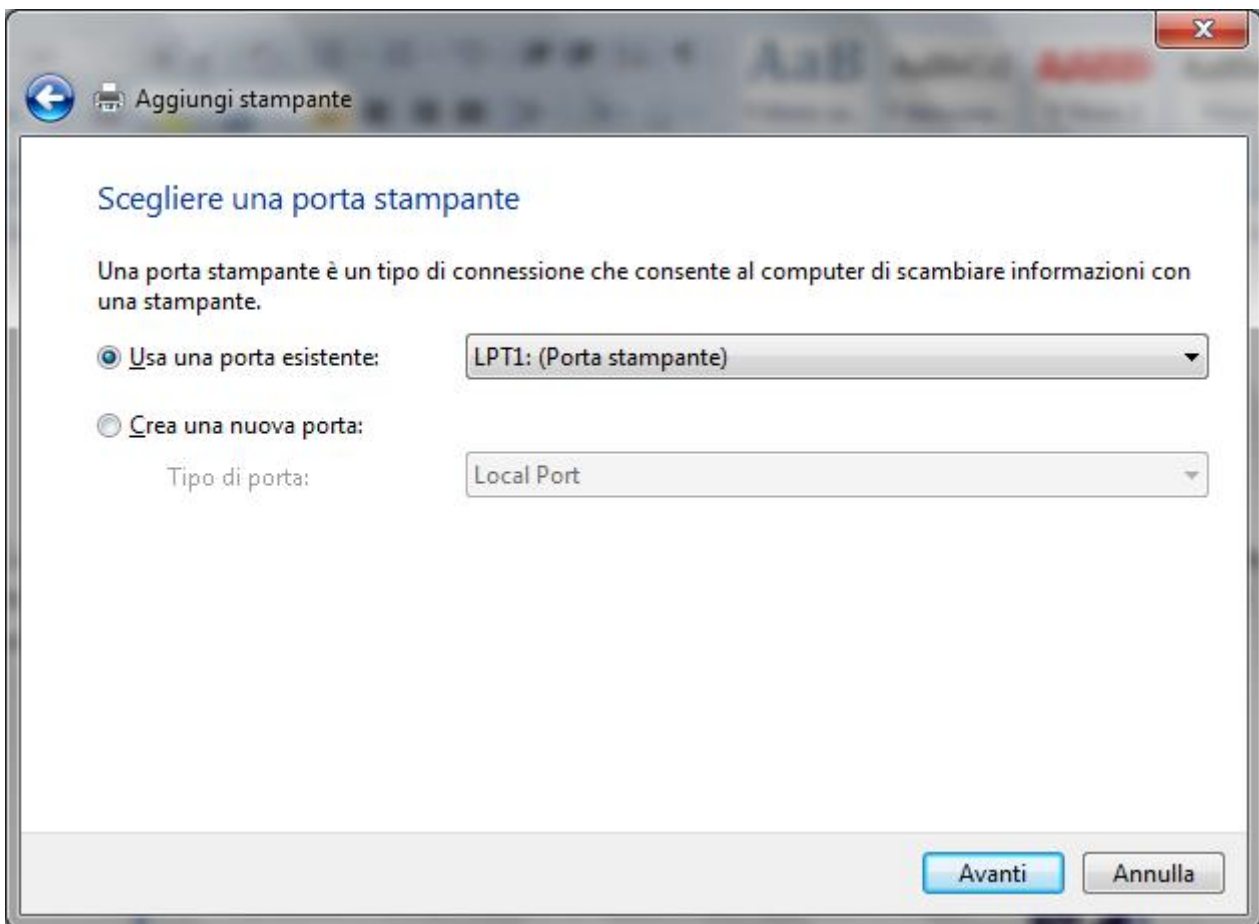 Aggiungi stampante
Scegliere una porta stampante
Una porta stampante è un tipo di connessione che consente al computer di scambiare informazioni con
una stampante.
Usa una porta esistente: LPT1: (Porta stampante)
Crea una nuova porta:
Tipo di porta: Local Port
Avanti Annulla